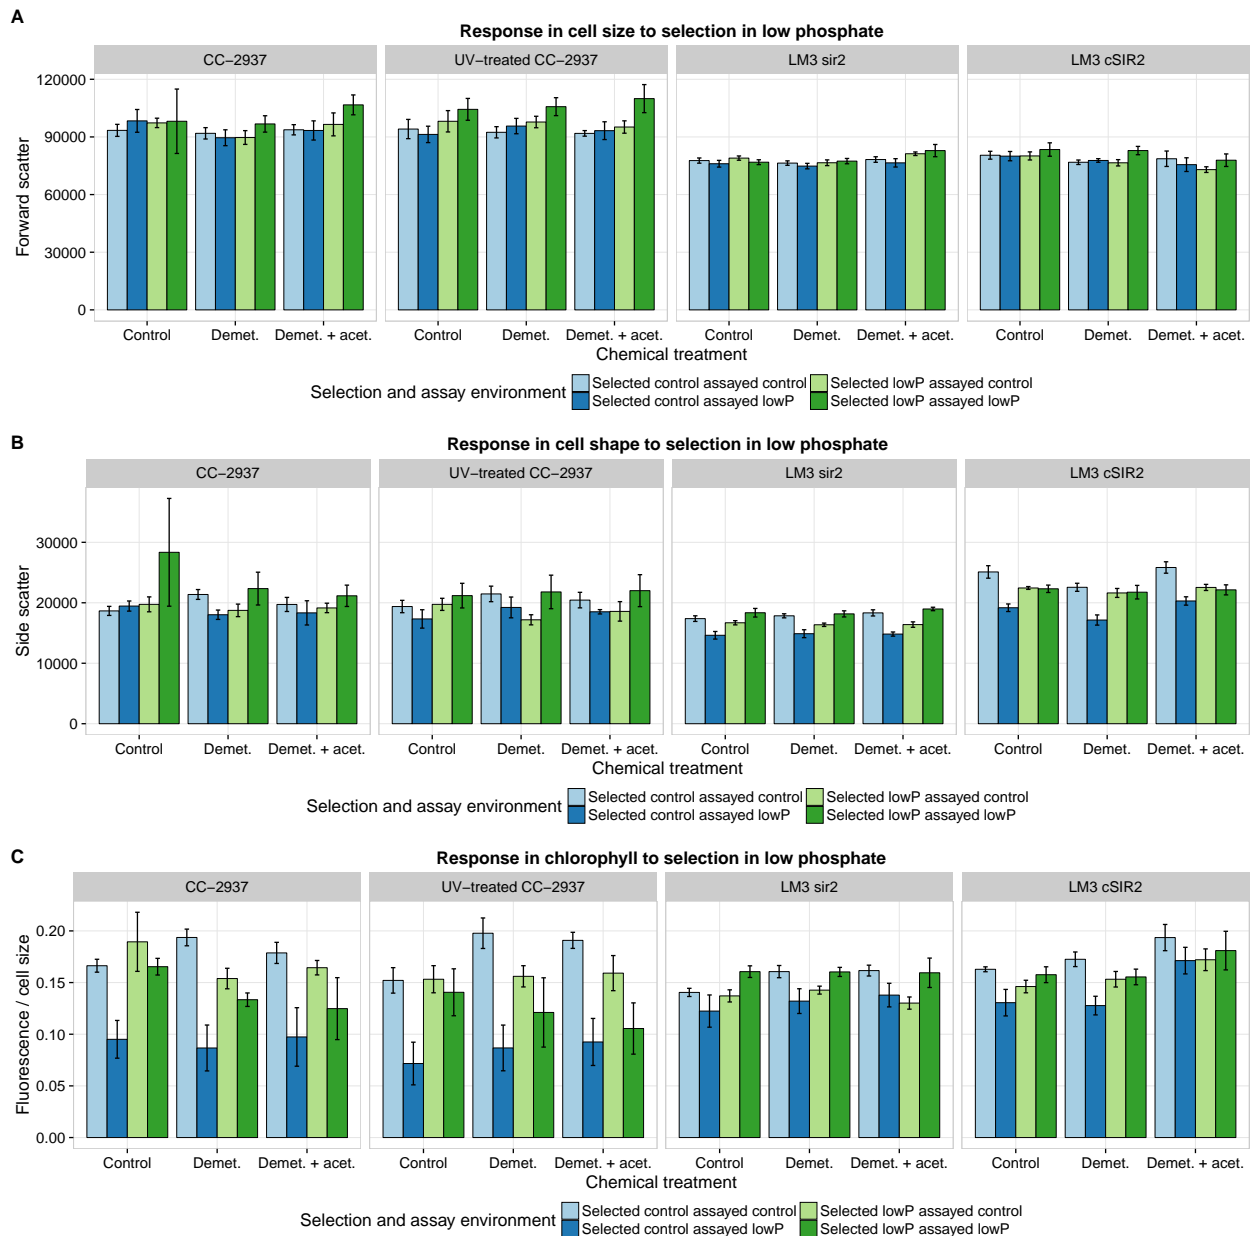 A
Response in cell size to selection in low phosphate
CC−2937 UV−treated CC−2937 LM3 sir2 LM3 cSIR2
120000
90000
60000
30000
0
Forward scatter
Control Demet. Demet. + acet. Control Demet. Demet. + acet. Control Demet. Demet. + acet. Control Demet. Demet. + acet.
Chemical treatment
Selection and assay environment
Selected control assayed control Selected lowP assayed control
Selected control assayed lowP Selected lowP assayed lowP
B
Response in cell shape to selection in low phosphate
CC−2937 UV−treated CC−2937 LM3 sir2 LM3 cSIR2
30000
20000
10000
0
Side scatter
Control Demet. Demet. + acet. Control Demet. Demet. + acet. Control Demet. Demet. + acet. Control Demet. Demet. + acet.
Chemical treatment
Selection and assay environment
Selected control assayed control Selected lowP assayed control
Selected control assayed lowP Selected lowP assayed lowP
C
Response in chlorophyll to selection in low phosphate
CC−2937 UV−treated CC−2937 LM3 sir2 LM3 cSIR2
0.20
0.15
0.10
0.05
0.00
Fluorescence / cell size
Control Demet. Demet. + acet. Control Demet. Demet. + acet. Control Demet. Demet. + acet. Control Demet. Demet. + acet.
Chemical treatment
Selection and assay environment
Selected control assayed control Selected lowP assayed control
Selected control assayed lowP Selected lowP assayed lowP